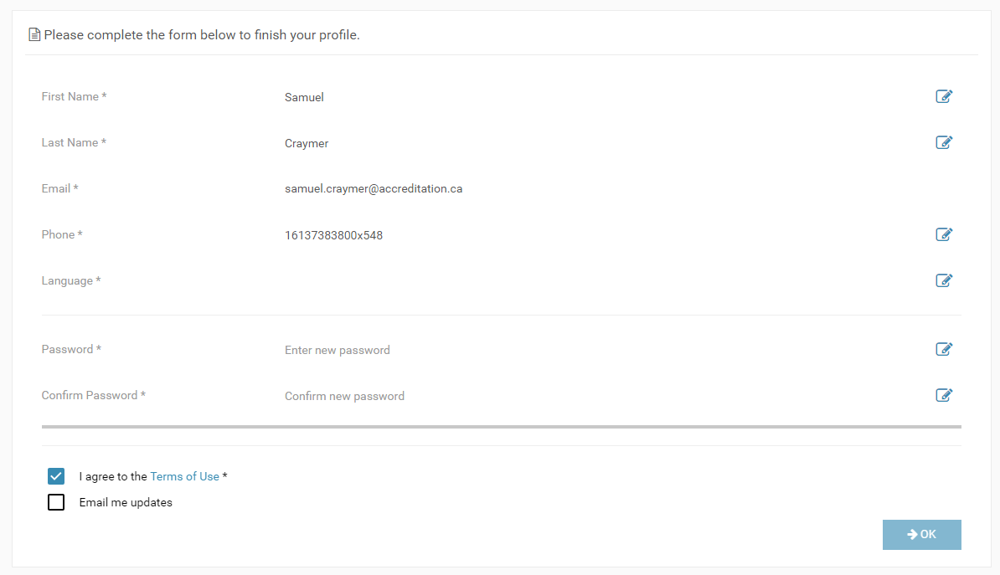 Please complete the form below to finish your profile.
First Name * Samuel
Last Name * Craymer
Email * samuel.craymer@accreditation.ca
Phone * 16137383800x548
Language *
Password * Enter new password
Confirm Password * Confirm new password
I agree to the Terms of Use *
Email me updates
OK